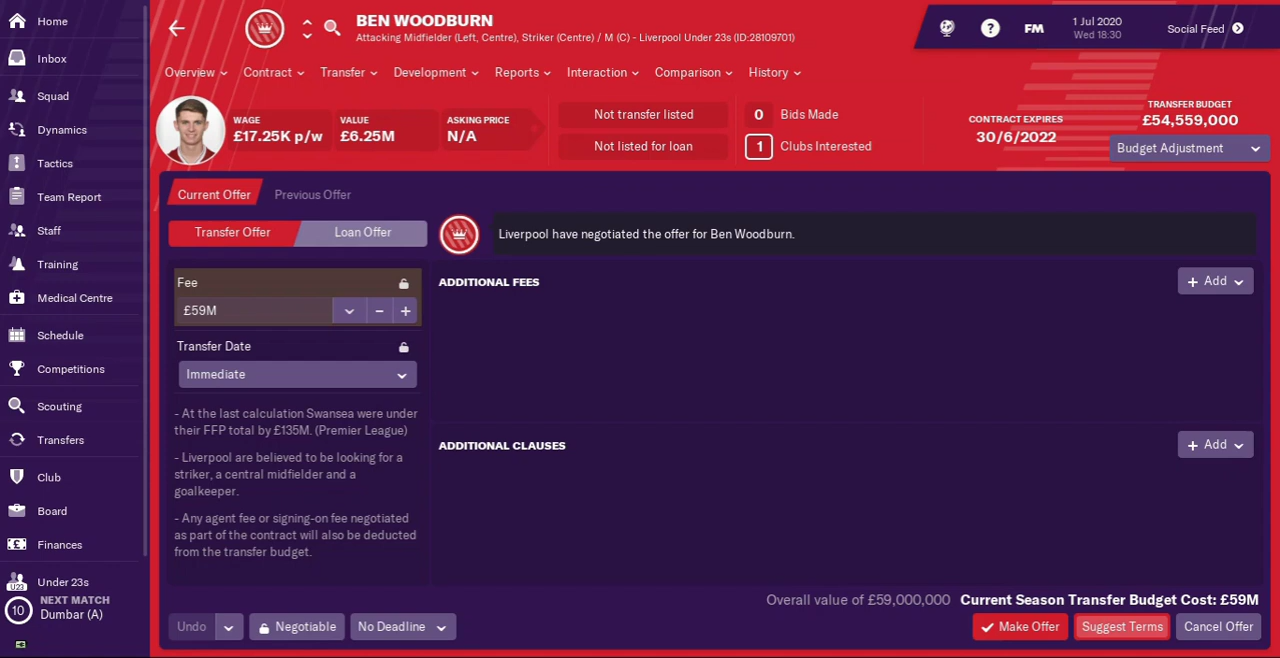 Home
Inbox
Squad
Dynamics
Tactics
Team Report
Staff
Training
Medical Centre
Schedule
Competitions
Scouting
Transfers
Club
Board
Finances
U23
Under 23s
NEXT MATCH
10
Dumbar (A)
BEN WOODBURN
Attacking Midfielder (Left, Centre), Striker (Centre) / M (C) - Liverpool Under 23s (ID:28109701)
?
FM
1 Jul 2020
Wed 18:30
Social Feed
Overview
Contract
Transfer
Development
Reports
Interaction
Comparison
History
WAGE
£17.25K p/w
VALUE
£6.25M
ASKING PRICE
N/A
Not transfer listed
Not listed for loan
0 Bids Made
1 Clubs Interested
CONTRACT EXPIRES
30/6/2022
TRANSFER BUDGET
£54,559,000
Budget Adjustment
Current Offer
Previous Offer
Transfer Offer
Loan Offer
Liverpool have negotiated the offer for Ben Woodburn.
Fee
£59M
Transfer Date
Immediate
- At the last calculation Swansea were under
their FFP total by £135M. (Premier League)
- Liverpool are believed to be looking for a
striker, a central midfielder and a
goalkeeper.
- Any agent fee or signing-on fee negotiated
as part of the contract will also be deducted
from the transfer budget.
ADDITIONAL FEES
+ Add
ADDITIONAL CLAUSES
+ Add
Overall value of £59,000,000
Current Season Transfer Budget Cost: £59M
Undo
Negotiable
No Deadline
Make Offer
Suggest Terms
Cancel Offer